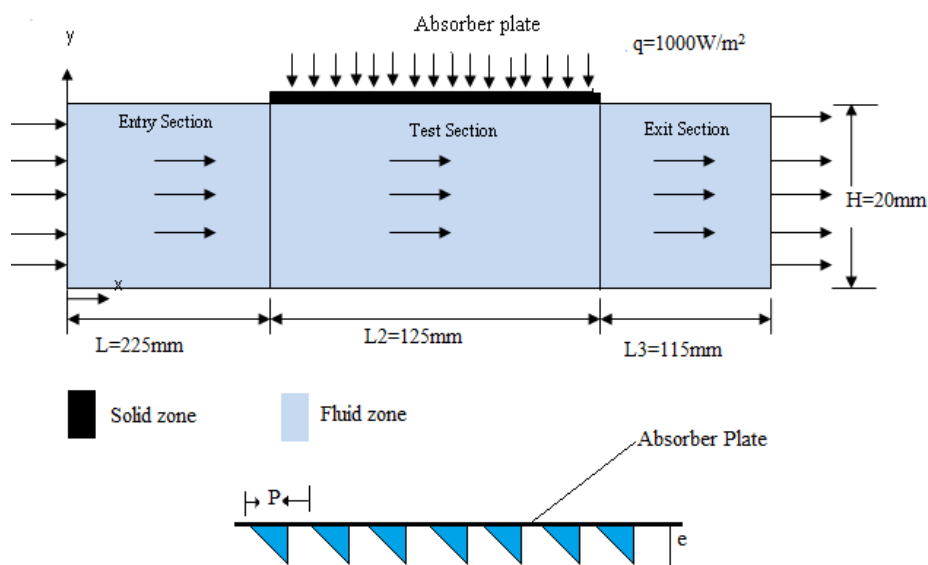 Absorber plate
y
q=1000W/m²
Entry Section
Test Section
Exit Section
H=20mm
x
L=225mm
L2=125mm
L3=115mm
Solid zone
Fluid zone
Absorber Plate
P
e